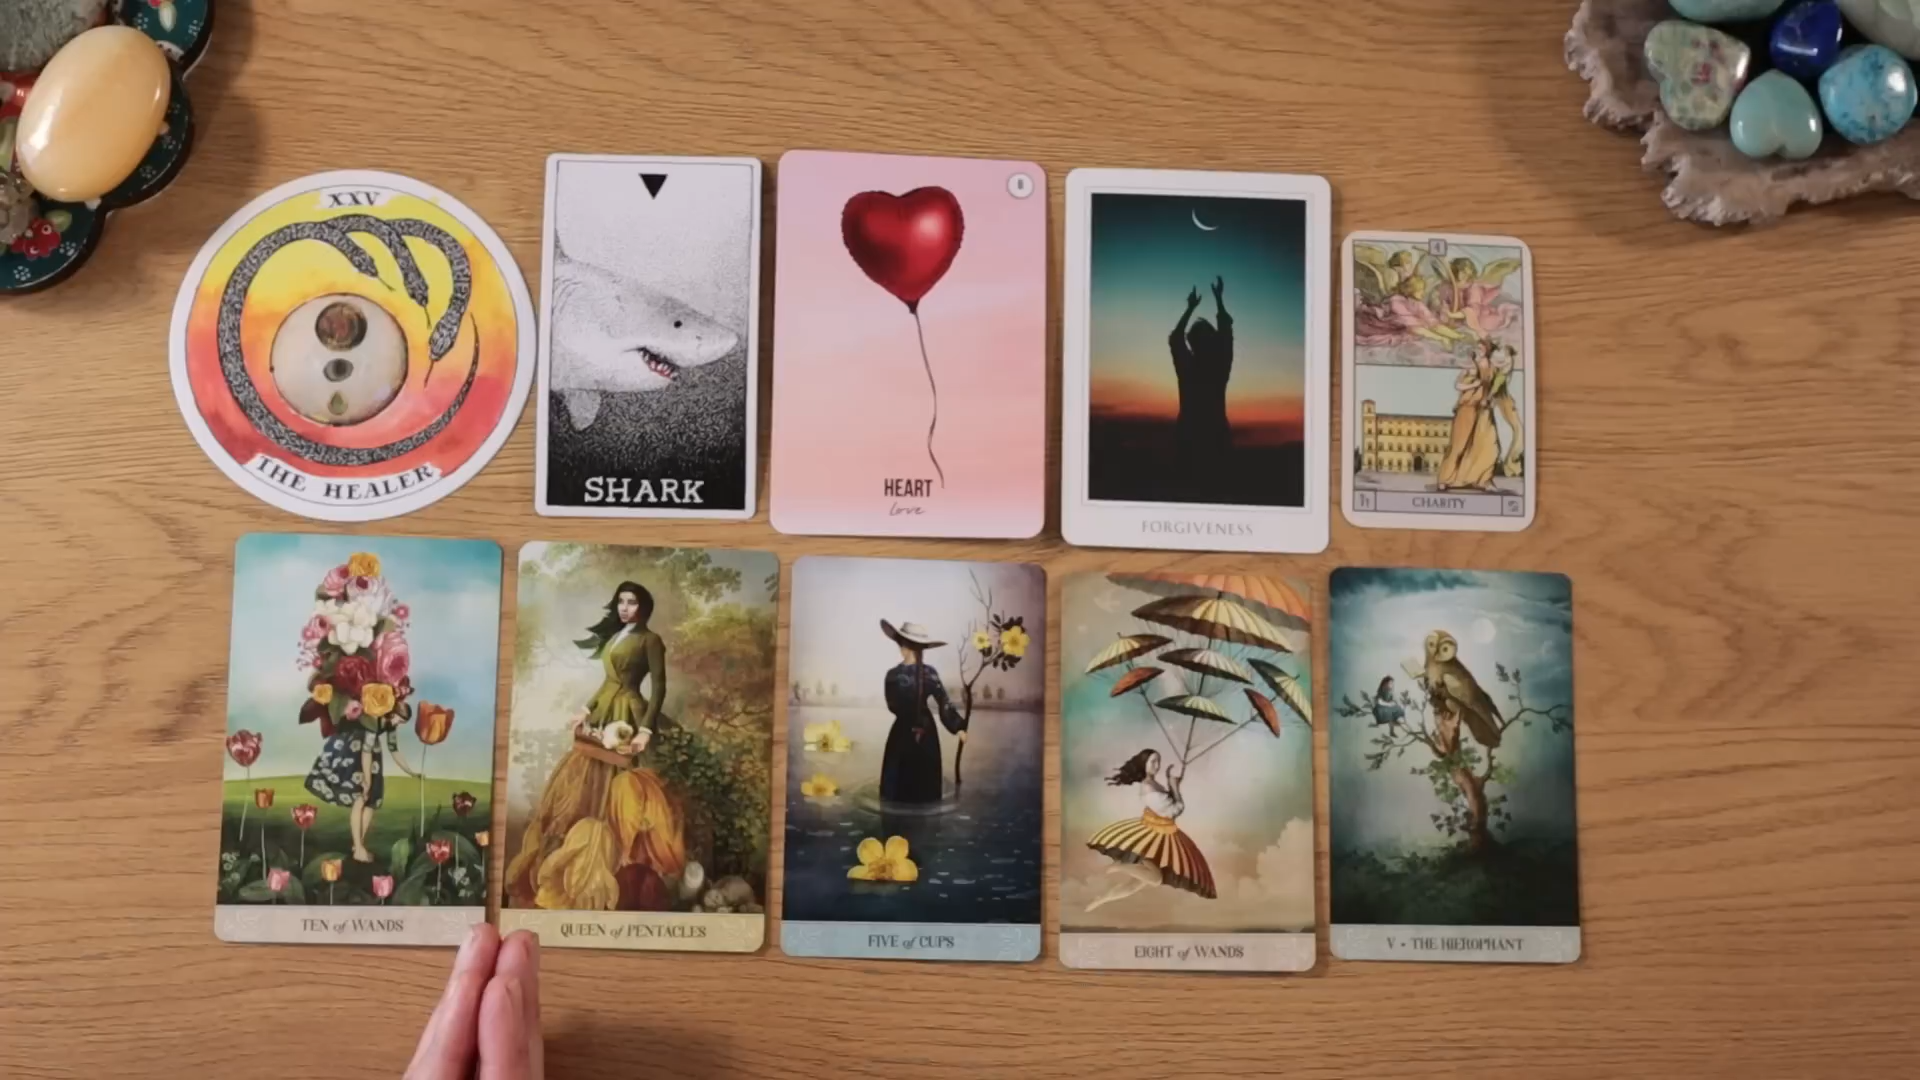 XXV
THE HEALER
SHARK
HEART
love
FORGIVENESS
CHARITY
TEN of WANDS
QUEEN of PENTACLES
FIVE of CUPS
EIGHT of WANDS
V • THE HIEROPHANT